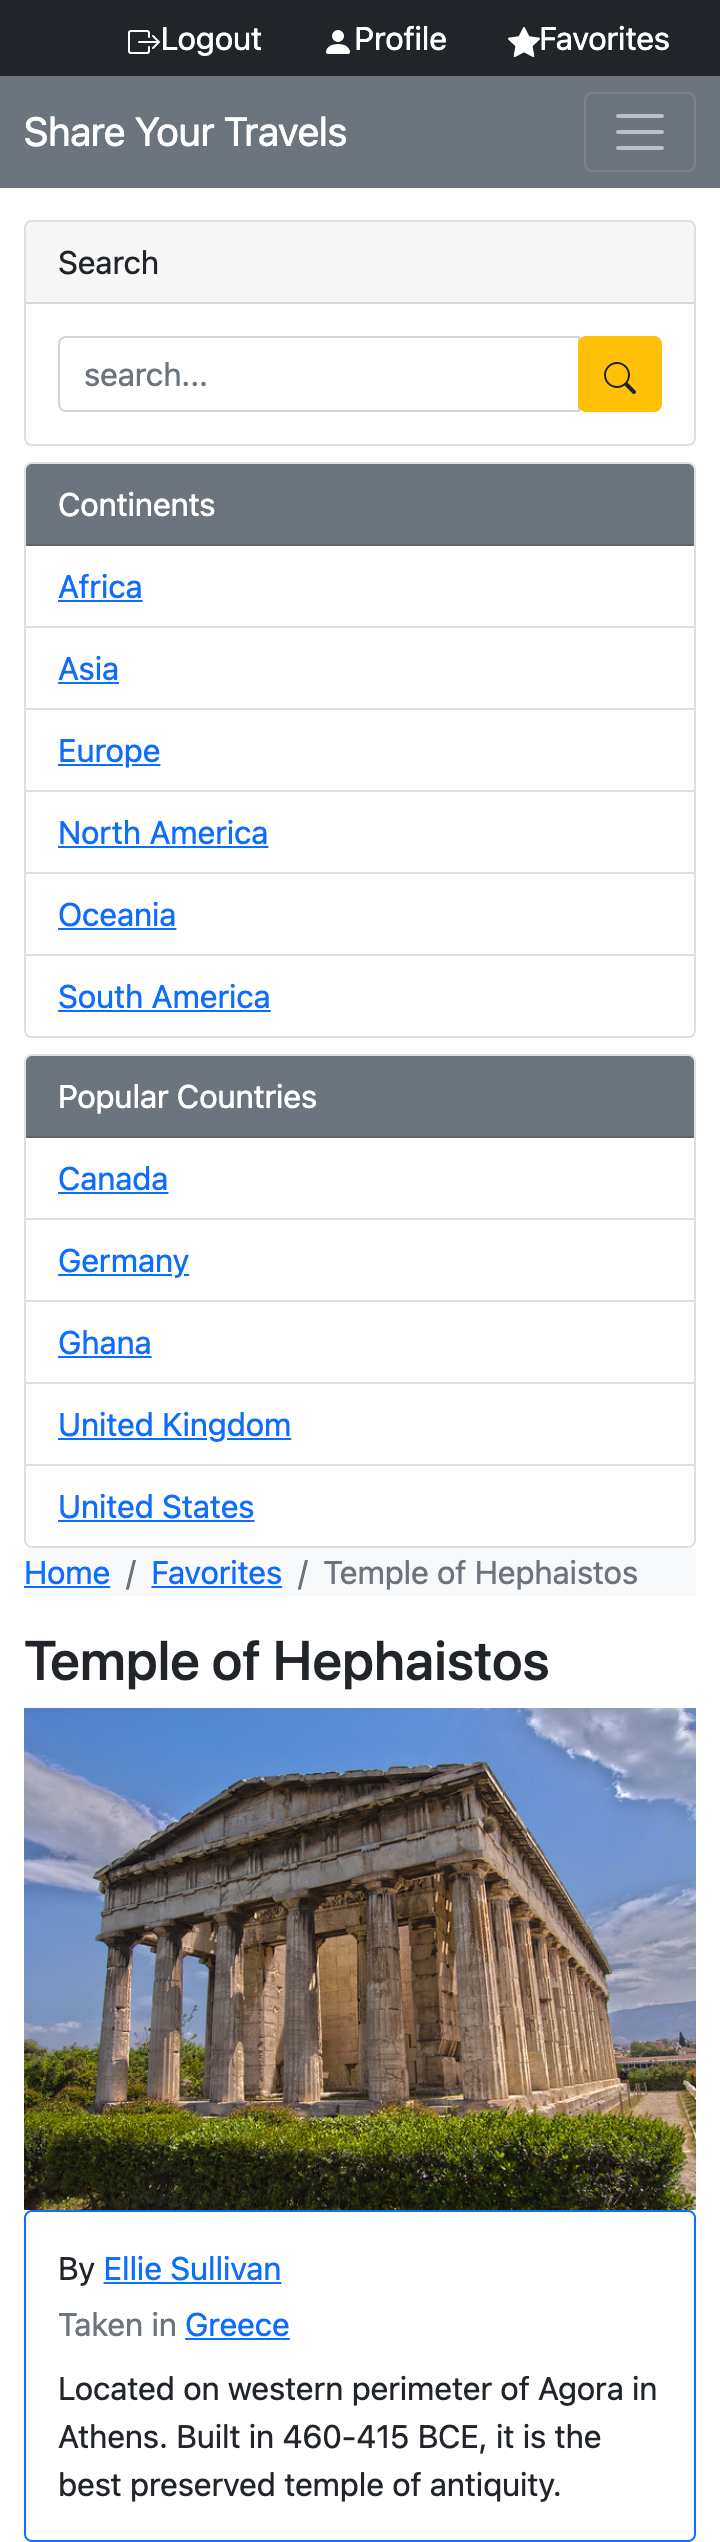 Logout Profile Favorites
Share Your Travels
Search
search...
Continents
Africa
Asia
Europe
North America
Oceania
South America
Popular Countries
Canada
Germany
Ghana
United Kingdom
United States
Home / Favorites / Temple of Hephaistos
Temple of Hephaistos
By Ellie Sullivan
Taken in Greece
Located on western perimeter of Agora in
Athens. Built in 460-415 BCE, it is the
best preserved temple of antiquity.